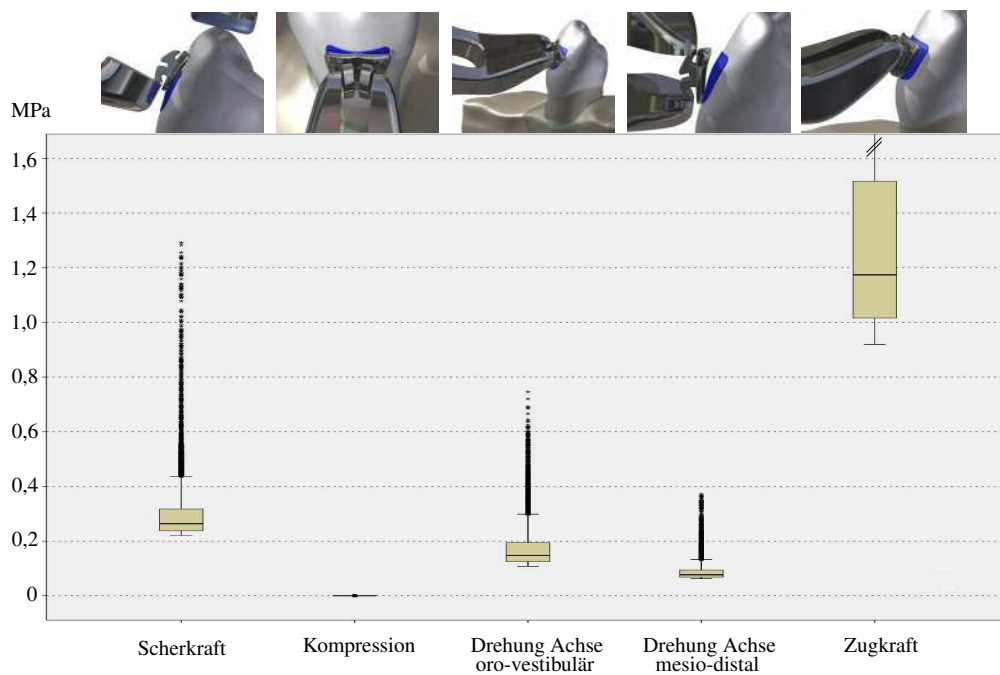 MPa
1,6
1,4
1,2
1,0
0,8
0,6
0,4
0,2
0
Scherkraft
Kompression
Drehung Achse
oro-vestibulär
Drehung Achse
mesio-distal
Zugkraft